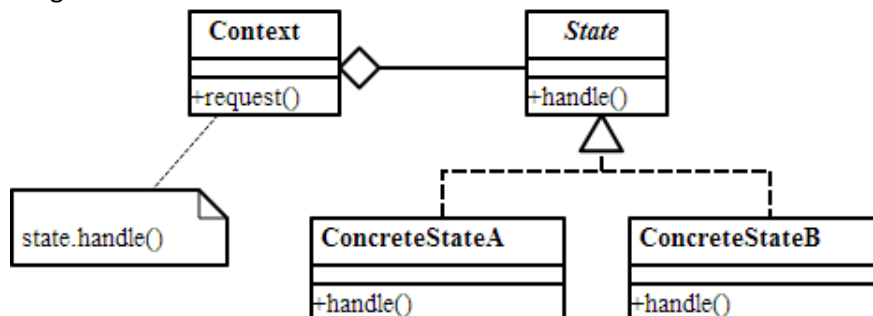 Context
State
+request()
+handle()
state.handle()
ConcreteStateA
ConcreteStateB
+handle()
+handle()